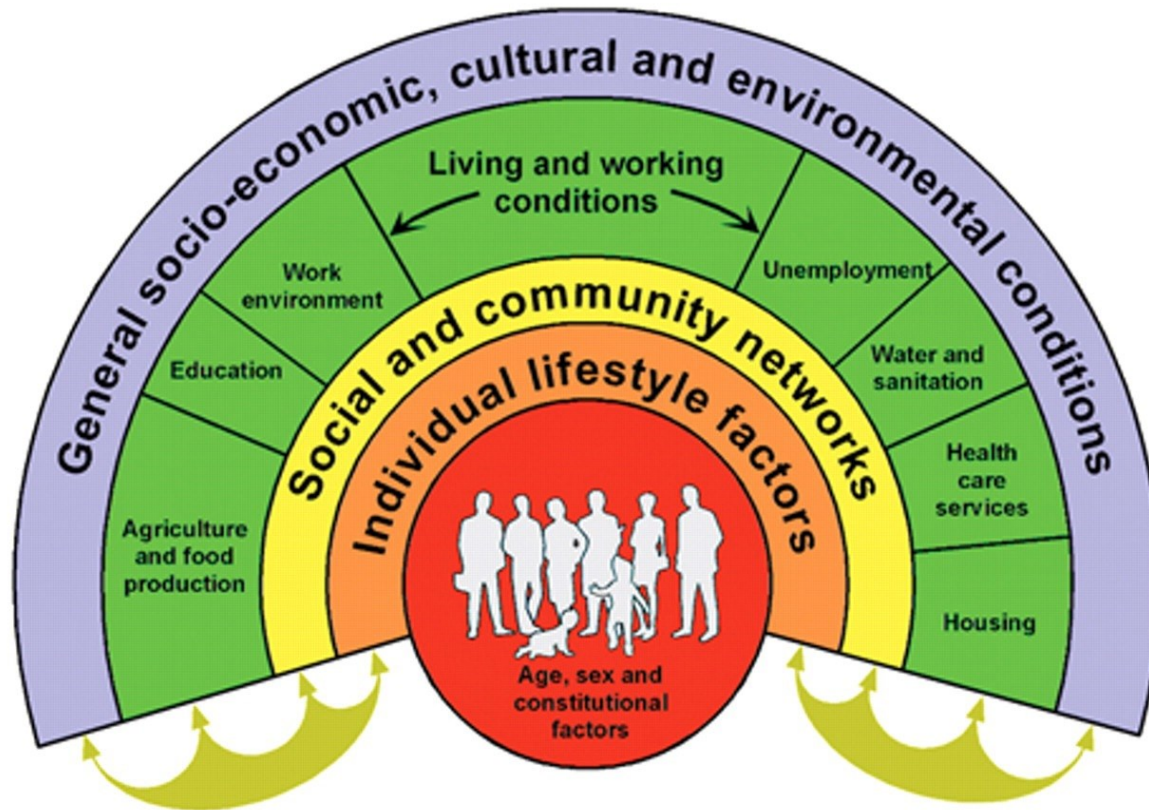 General socio-economic, cultural and environmental conditions
Living and working
conditions
Work
environment
Unemployment
Education
Water and
sanitation
Agriculture
and food
production
Health
care
services
Housing
Social and community networks
Individual lifestyle factors
Age, sex and
constitutional
factors